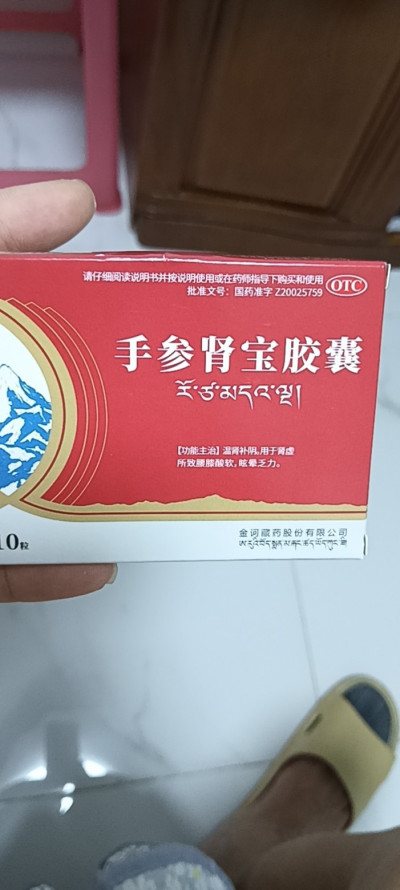 请仔细阅读说明书并按说明使用或在药师指导下购买和使用
OTC
批准文号：国药准字 Z20025759
手参肾宝胶囊
རོ་ཙ་མདའ་ལྔ།
【功能主治】温肾补阴。用于肾虚
所致腰膝酸软，眩晕乏力。
10粒
金诃藏药股份有限公司